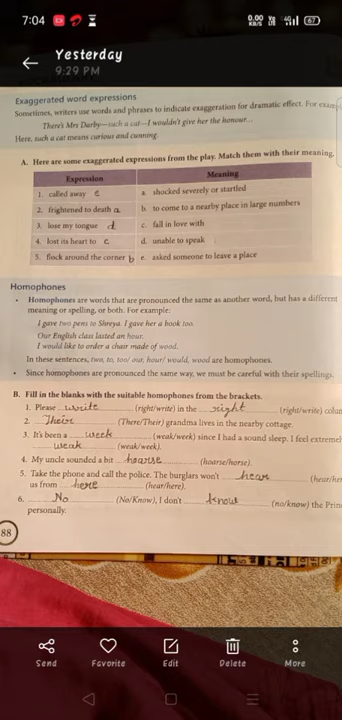 7:04
0.00 KB/S 4G 67
Yesterday
9:29 PM
Exaggerated word expressions
Sometimes, writers use words and phrases to indicate exaggeration for dramatic effect. For
There's Mrs Darby—such a cat—I wouldn't give her the honour...
Here, such a cat means curious and cunning.
A. Here are some exaggerated expressions from the play. Match them with their meaning.
Expression Meaning
1. called away e a. shocked severely or startled
2. frightened to death a b. to come to a nearby place in large numbers
3. lose my tongue d c. fall in love with
4. lost its heart to c d. unable to speak
5. flock around the corner b e. asked someone to leave a place
Homophones
• Homophones are words that are pronounced the same as another word, but has a different
meaning or spelling, or both. For example:
I gave two pens to Shreya. I gave her a book too.
Our English class lasted an hour.
I would like to order a chair made of wood.
In these sentences, two, to, too/ our, hour/ would, wood are homophones.
• Since homophones are pronounced the same way, we must be careful with their spellings.
B. Fill in the blanks with the suitable homophones from the brackets.
1. Please write (right/write) in the right (right/write) colu
2. Their (There/Their) grandma lives in the nearby cottage.
3. It's been a week (weak/week) since I had a sound sleep. I feel extremel
weak (weak/week).
4. My uncle sounded a bit hoarse (hoarse/horse).
5. Take the phone and call the police. The burglars won't hear (hear/her
us from here (hear/here).
6. No (No/Know), I don't know (no/know) the Prin
personally.
88
Send Favorite Edit Delete More